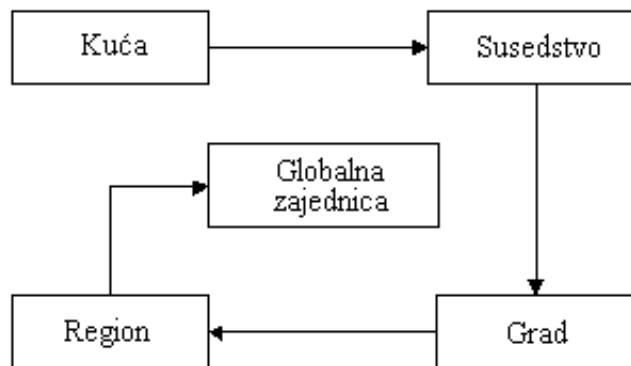 Kuća
Susedstvo
Globalna
zajednica
Region
Grad